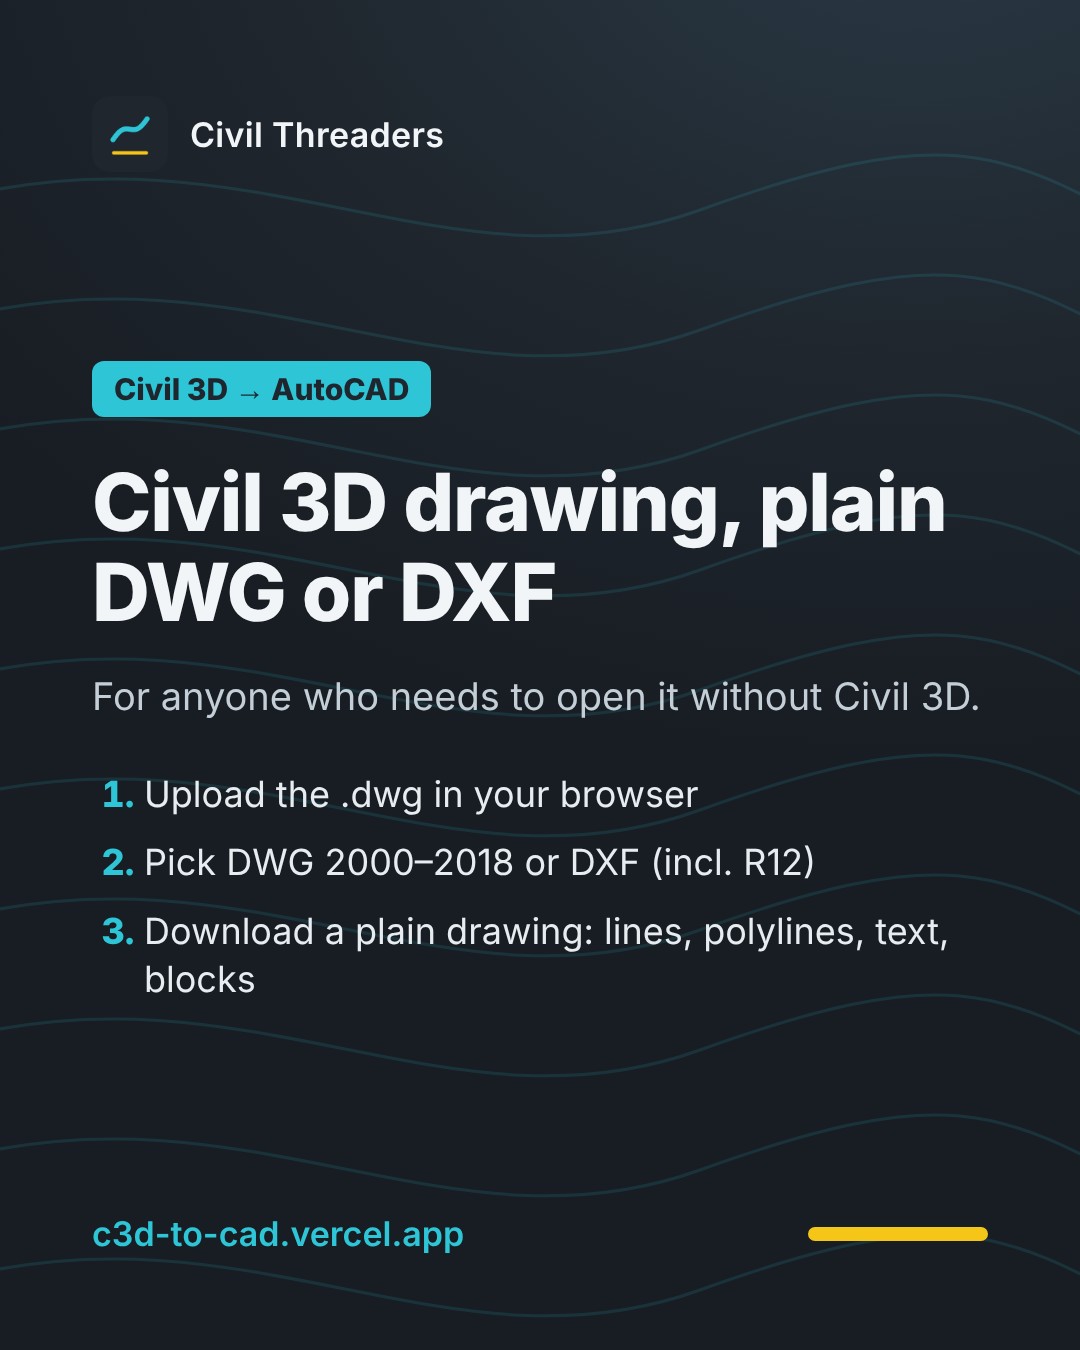 Civil Threaders
Civil 3D → AutoCAD
Civil 3D drawing, plain
DWG or DXF
For anyone who needs to open it without Civil 3D.
1. Upload the .dwg in your browser
2. Pick DWG 2000–2018 or DXF (incl. R12)
3. Download a plain drawing: lines, polylines, text,
blocks
c3d-to-cad.vercel.app